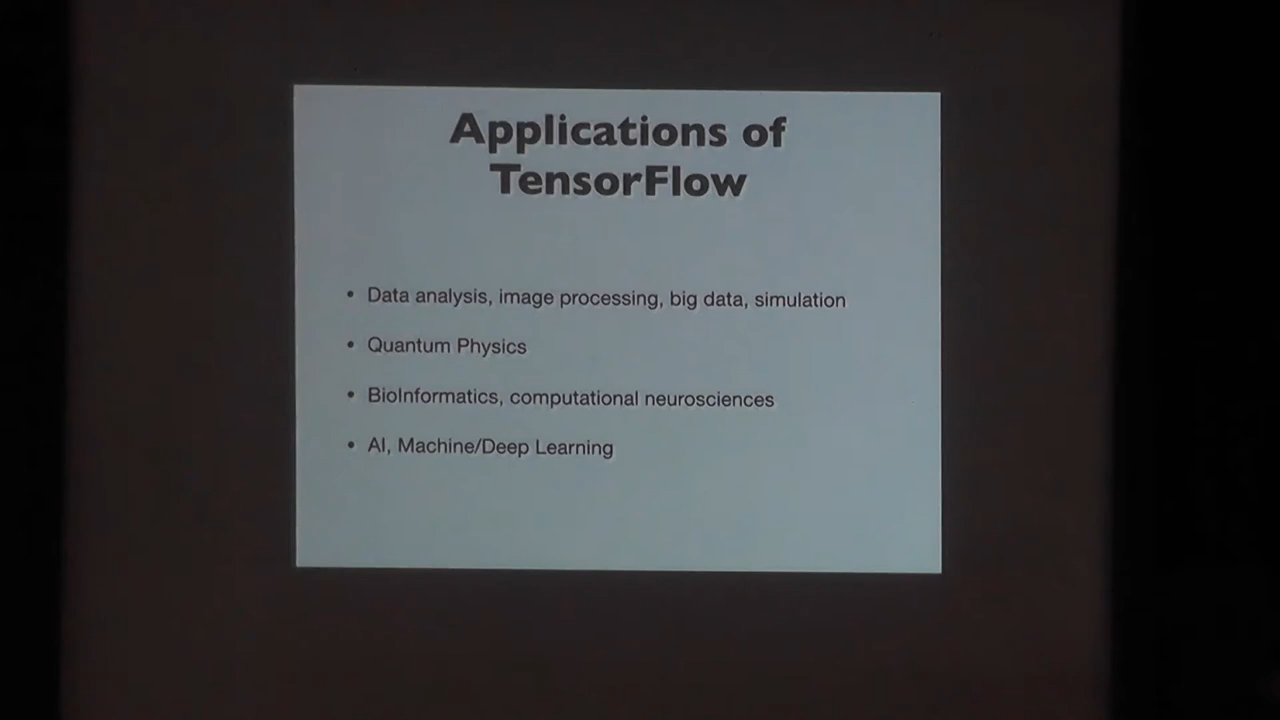 Applications of
TensorFlow
• Data analysis, image processing, big data, simulation
• Quantum Physics
• BioInformatics, computational neurosciences
• AI, Machine/Deep Learning